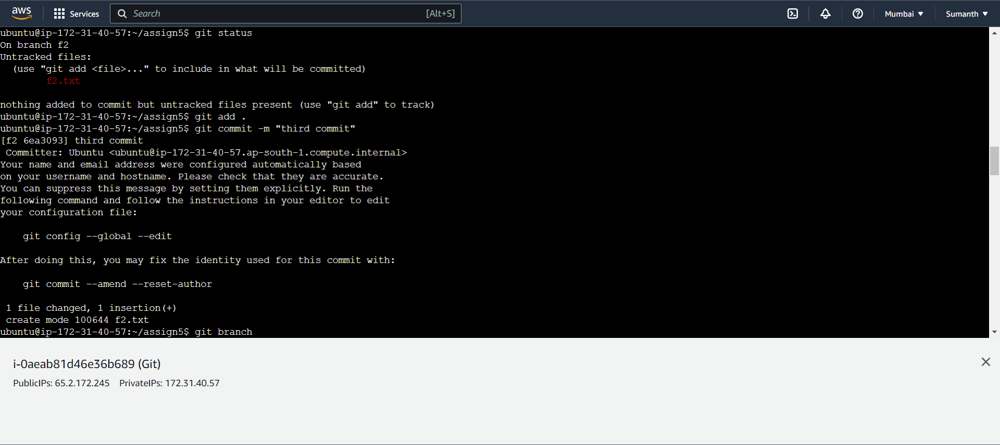 aws Services Search [Alt+S] Mumbai ▼ Sumanth ▼
ubuntu@ip-172-31-40-57:~/assign5$ git status
On branch f2
Untracked files:
  (use "git add <file>..." to include in what will be committed)
        f2.txt

nothing added to commit but untracked files present (use "git add" to track)
ubuntu@ip-172-31-40-57:~/assign5$ git add .
ubuntu@ip-172-31-40-57:~/assign5$ git commit -m "third commit"
[f2 6ea3093] third commit
 Committer: Ubuntu <ubuntu@ip-172-31-40-57.ap-south-1.compute.internal>
Your name and email address were configured automatically based
on your username and hostname. Please check that they are accurate.
You can suppress this message by setting them explicitly. Run the
following command and follow the instructions in your editor to edit
your configuration file:

    git config --global --edit

After doing this, you may fix the identity used for this commit with:

    git commit --amend --reset-author

 1 file changed, 1 insertion(+)
 create mode 100644 f2.txt
ubuntu@ip-172-31-40-57:~/assign5$ git branch
i-0aeab81d46e36b689 (Git)
PublicIPs: 65.2.172.245 PrivateIPs: 172.31.40.57